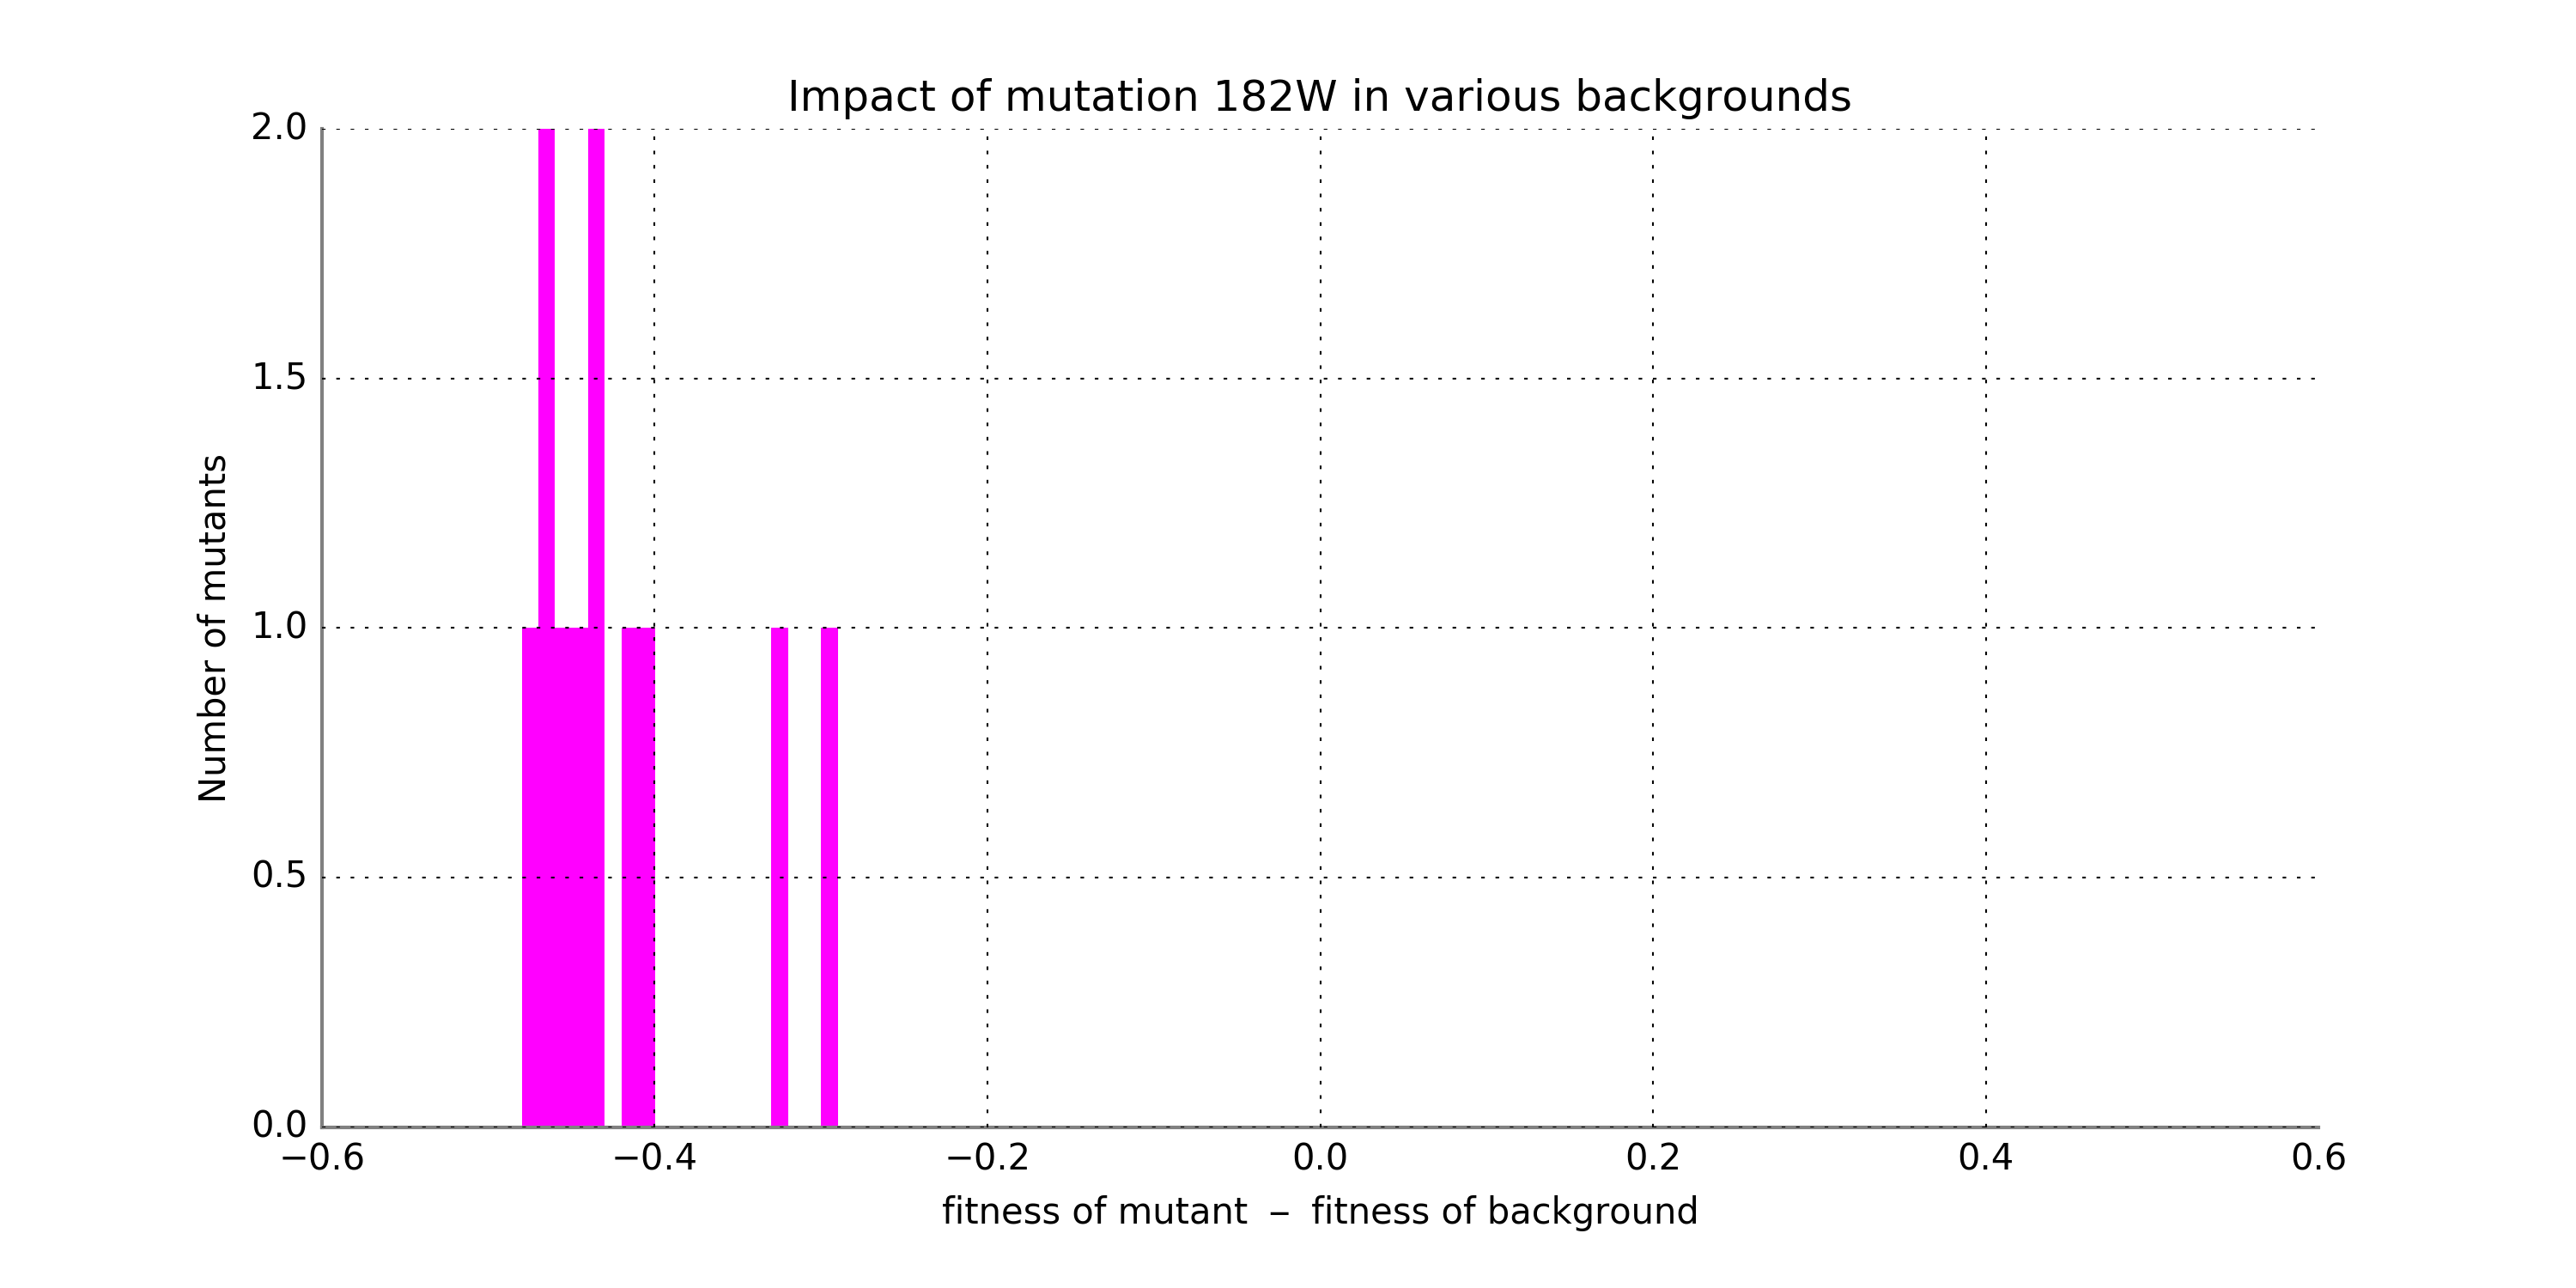 Impact of mutation 182W in various backgrounds
2.0
1.5
1.0
0.5
0.0
Number of mutants
−0.6 −0.4 −0.2 0.0 0.2 0.4 0.6
fitness of mutant − fitness of background